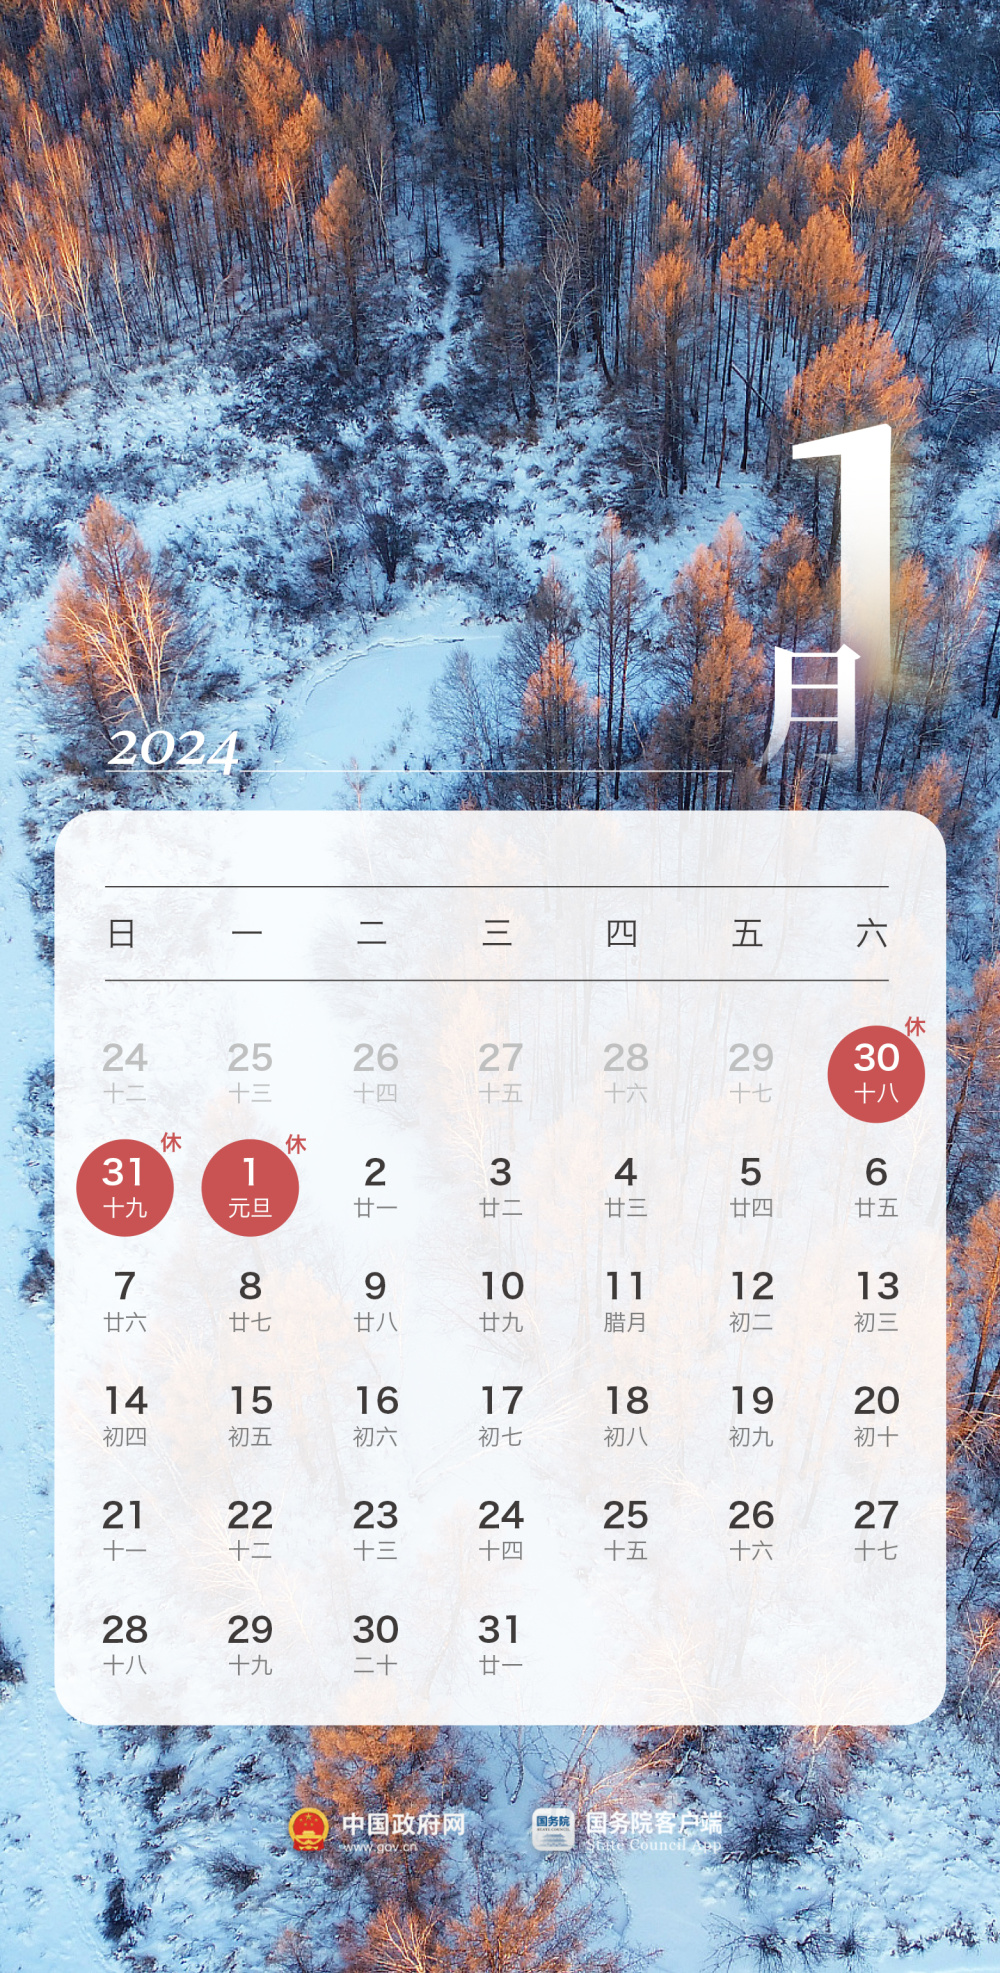 1
月
2024
日 一 二 三 四 五 六
休
24 25 26 27 28 29 30
十二 十三 十四 十五 十六 十七 十八
休 休
31 1 2 3 4 5 6
十九 元旦 廿一 廿二 廿三 廿四 廿五
7 8 9 10 11 12 13
廿六 廿七 廿八 廿九 腊月 初二 初三
14 15 16 17 18 19 20
初四 初五 初六 初七 初八 初九 初十
21 22 23 24 25 26 27
十一 十二 十三 十四 十五 十六 十七
28 29 30 31
十八 十九 二十 廿一
中国政府网 国务院 国务院客户端
www.gov.cn State Council App